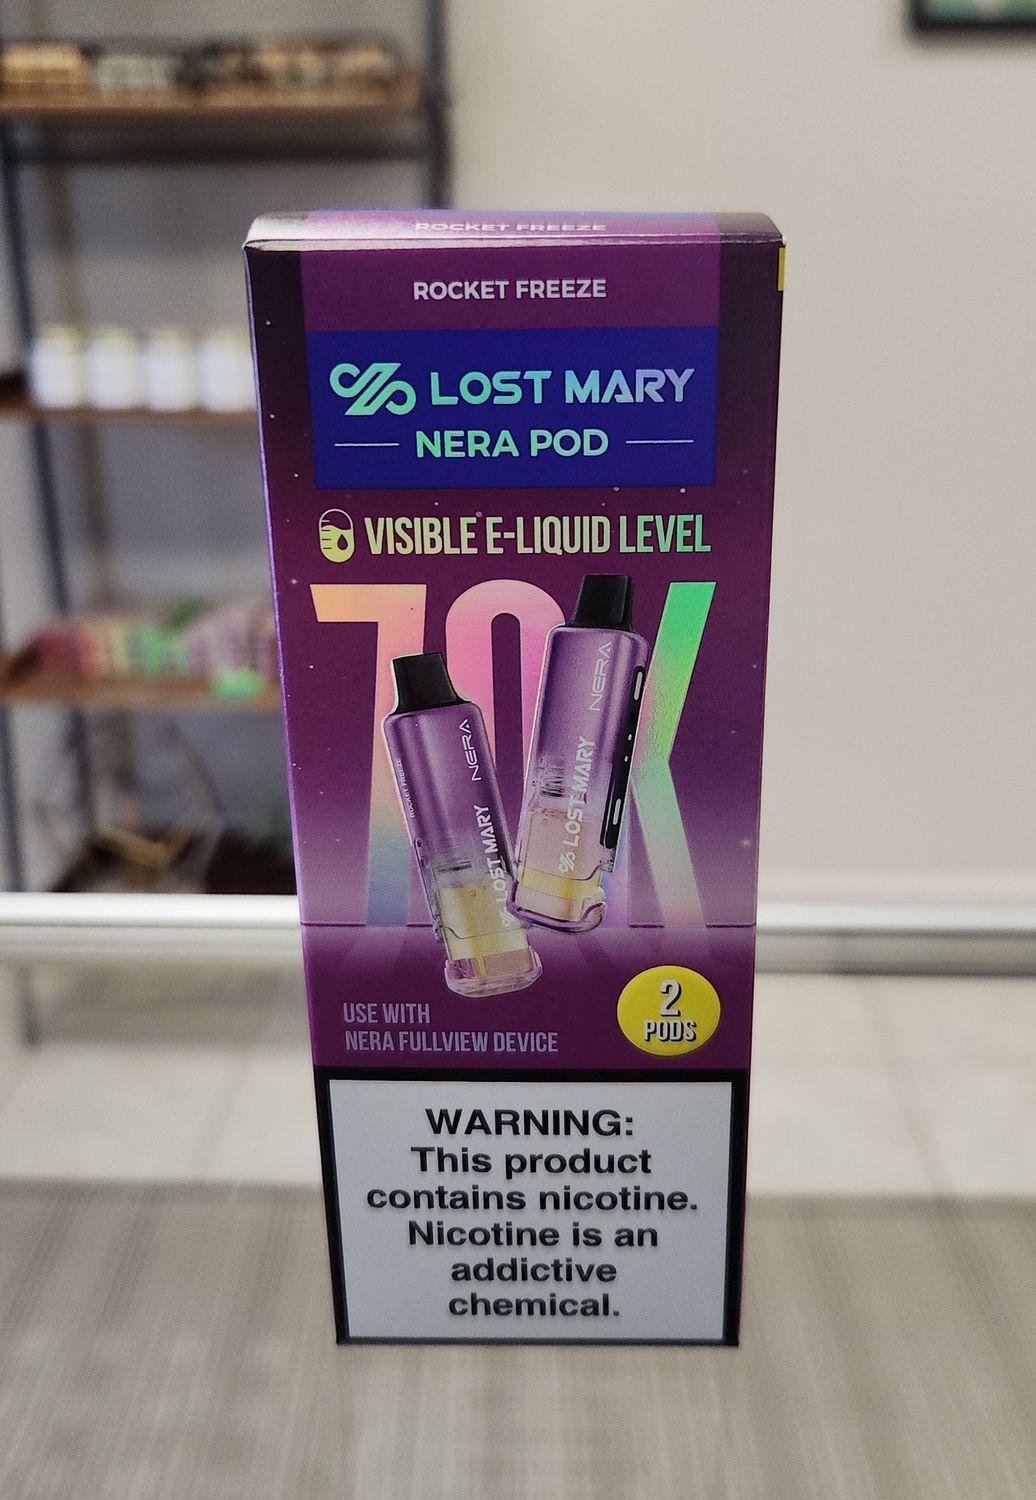 ROCKET FREEZE
ROCKET FREEZE
LOST MARY
NERA POD
VISIBLE E-LIQUID LEVEL
70K
NERA
LOST MARY
ROCKET FREEZE
NERA
LOST MARY
USE WITH
NERA FULLVIEW DEVICE
2
PODS
WARNING:
This product
contains nicotine.
Nicotine is an
addictive
chemical.